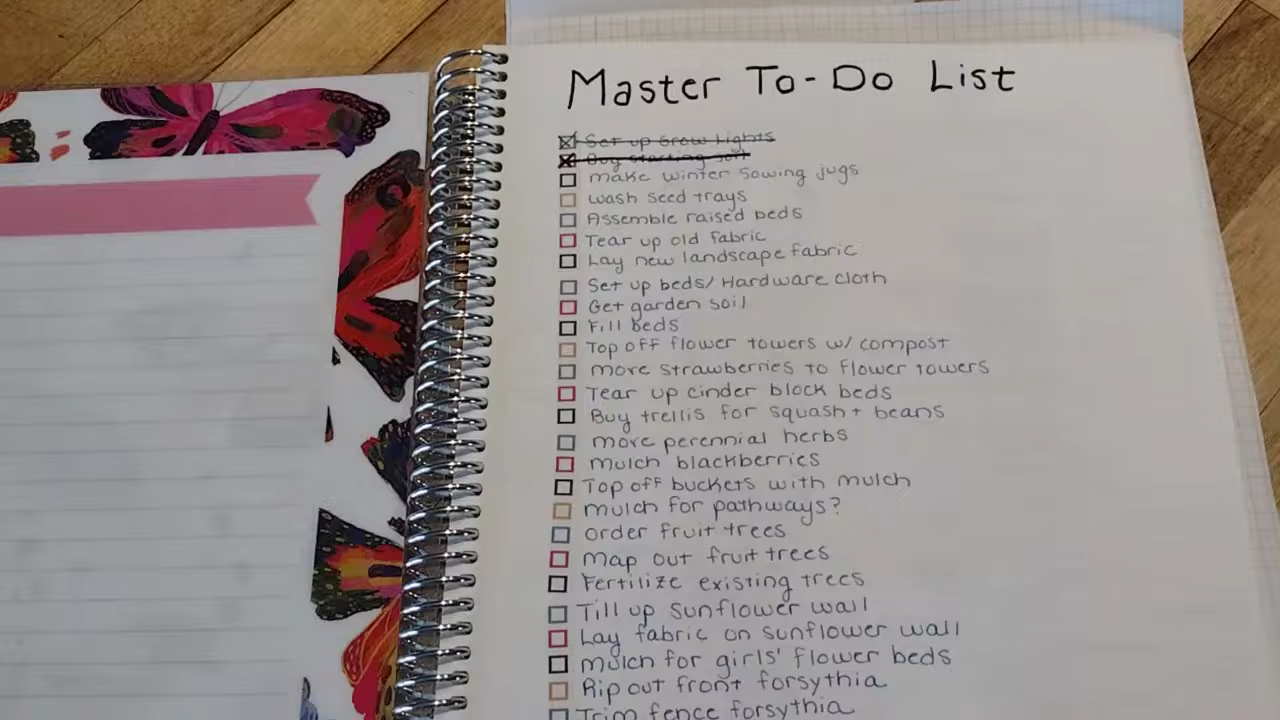 Master To-Do List
Set up Grow Lights
Buy starting soil
make winter sowing jugs
wash seed trays
Assemble raised beds
Tear up old fabric
Lay new landscape fabric
Set up beds/Hardware cloth
Get garden soil
Fill beds
Top off flower towers w/ compost
more strawberries to flower towers
Tear up cinder block beds
Buy trellis for squash + beans
more perennial herbs
mulch blackberries
Top off buckets with mulch
mulch for pathways?
order fruit trees
Map out fruit trees
Fertilize existing trees
Till up sunflower wall
Lay fabric on sunflower wall
mulch for girls' flower beds
Rip out front forsythia
Trim fence forsythia